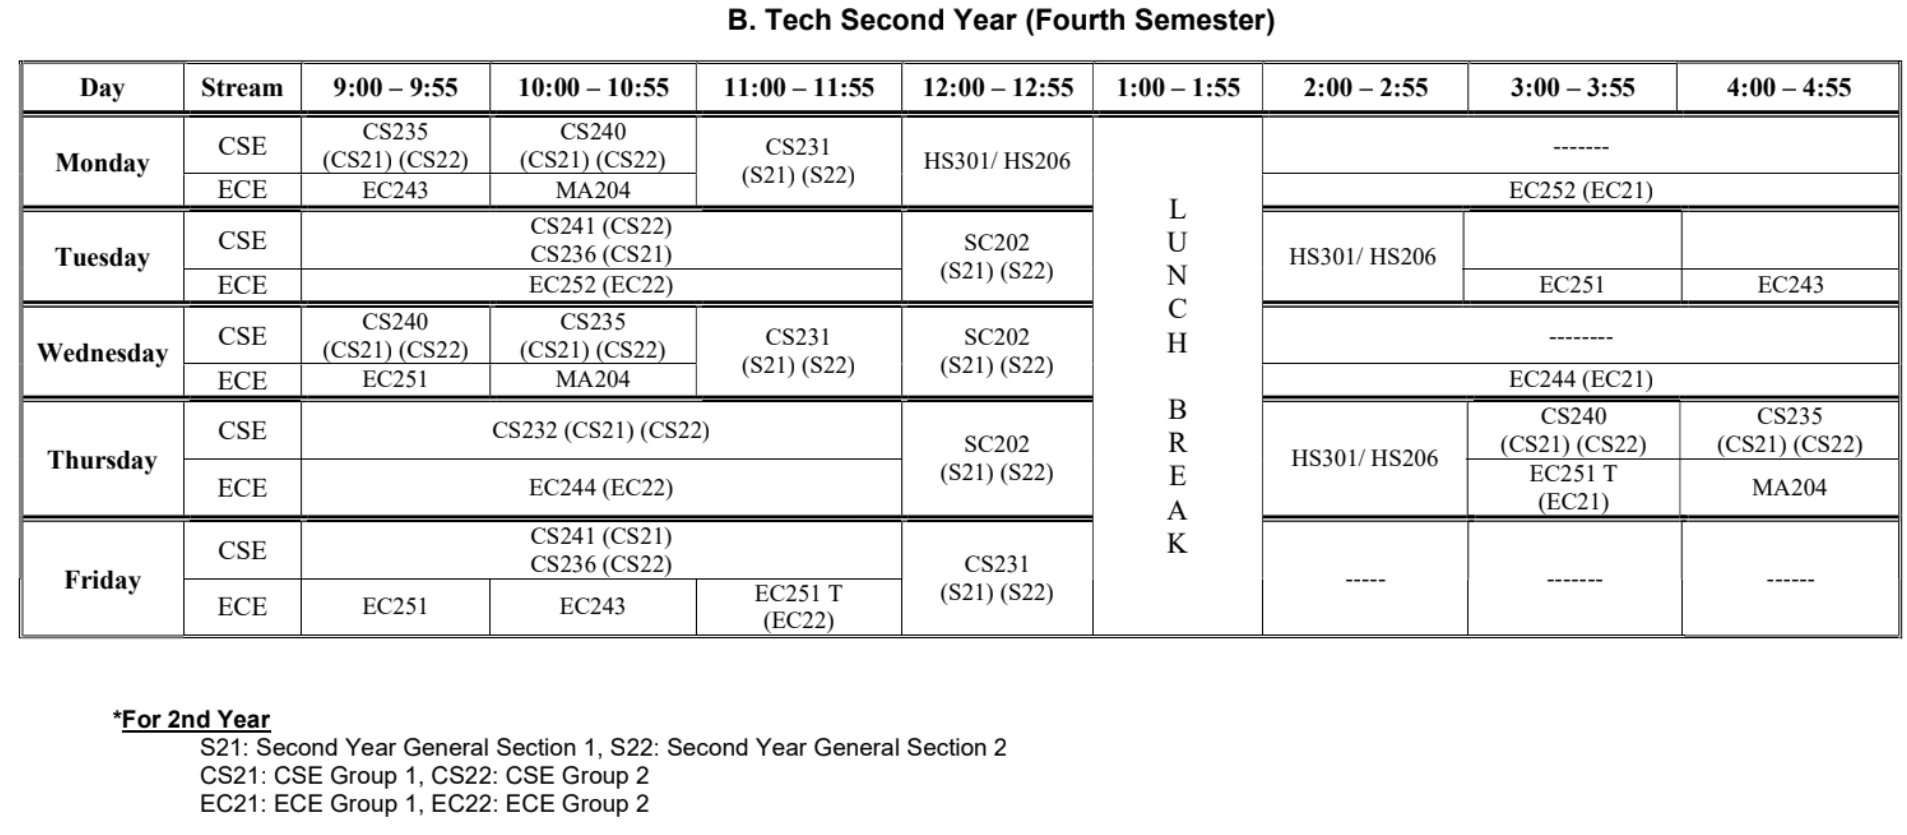 B. Tech Second Year (Fourth Semester)
Day Stream 9:00 – 9:55 10:00 – 10:55 11:00 – 11:55 12:00 – 12:55 1:00 – 1:55 2:00 – 2:55 3:00 – 3:55 4:00 – 4:55
Monday
CSE
CS235
(CS21) (CS22)
CS240
(CS21) (CS22)
CS231
(S21) (S22)
HS301/ HS206
-------
ECE
EC243
MA204
EC252 (EC21)
Tuesday
CSE
CS241 (CS22)
CS236 (CS21)
SC202
(S21) (S22)
HS301/ HS206
ECE
EC252 (EC22)
EC251
EC243
Wednesday
CSE
CS240
(CS21) (CS22)
CS235
(CS21) (CS22)
CS231
(S21) (S22)
SC202
(S21) (S22)
--------
ECE
EC251
MA204
EC244 (EC21)
Thursday
CSE
CS232 (CS21) (CS22)
SC202
(S21) (S22)
HS301/ HS206
CS240
(CS21) (CS22)
CS235
(CS21) (CS22)
ECE
EC244 (EC22)
EC251 T
(EC21)
MA204
Friday
CSE
CS241 (CS21)
CS236 (CS22)
CS231
(S21) (S22)
-----
-------
------
ECE
EC251
EC243
EC251 T
(EC22)
L
U
N
C
H
B
R
E
A
K
*For 2nd Year
S21: Second Year General Section 1, S22: Second Year General Section 2
CS21: CSE Group 1, CS22: CSE Group 2
EC21: ECE Group 1, EC22: ECE Group 2